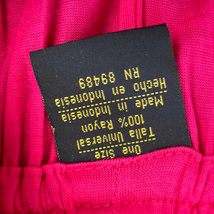 One Size
Talla Universal
100% Rayon
Made in Indonesia
Hecho en Indonesia
RN 89489